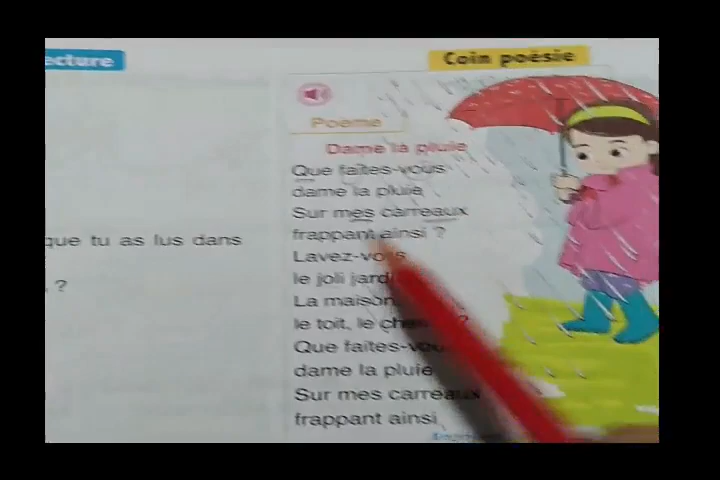 ecture
Coin poésie
Poème
Dame la pluie
Que faites-vous
dame la pluie
Sur mes carreaux
frappant ainsi ?
que tu as lus dans
Lavez-vous
?
le joli
La maison,
le toit, le
Que faites-vous
dame la pluie
Sur mes carreaux
frappant ainsi